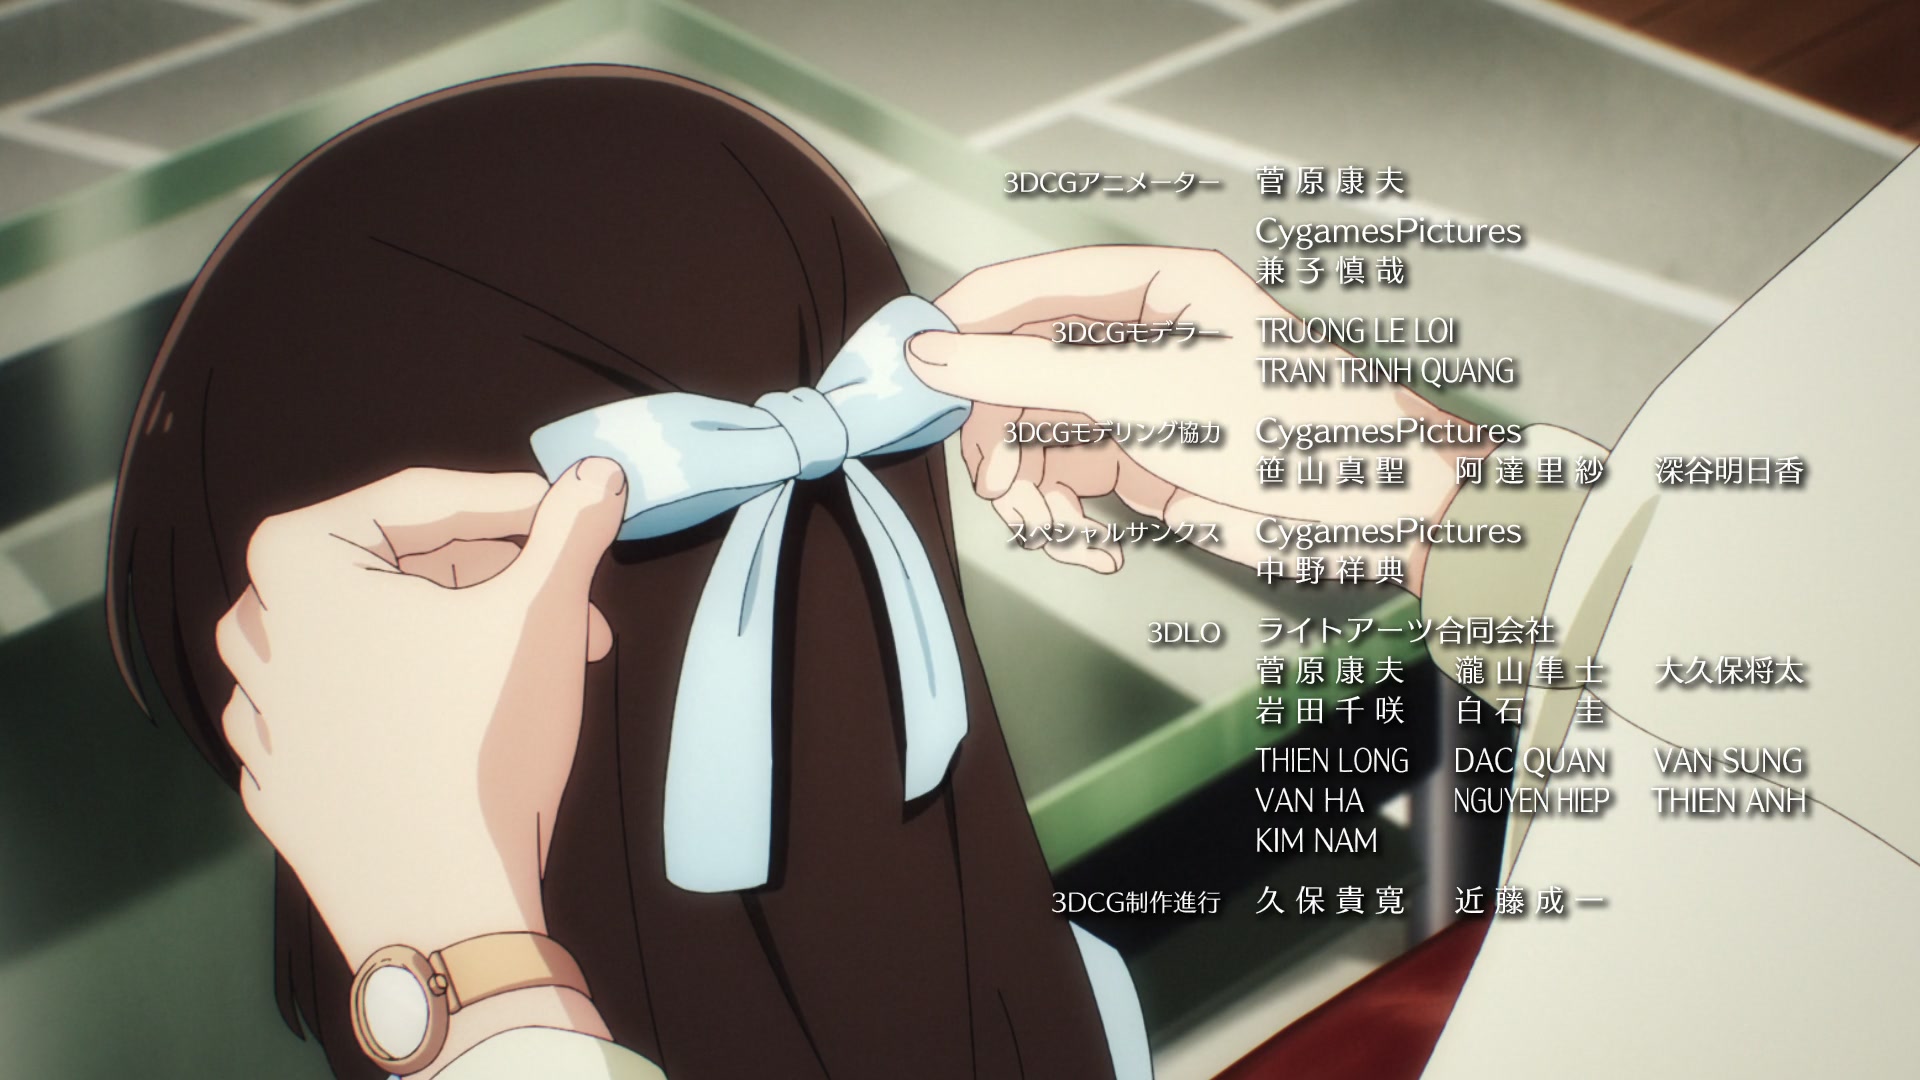 3DCGアニメーター 菅原康夫
CygamesPictures
兼子慎哉
3DCGモデラー TRUONG LE LOI
TRAN TRINH QUANG
3DCGモデリング協力 CygamesPictures
笹山真聖 阿達里紗 深谷明日香
スペシャルサンクス CygamesPictures
中野祥典
3DLO ライトアーツ合同会社
菅原康夫 瀧山隼士 大久保将太
岩田千咲 白石圭
THIEN LONG DAC QUAN VAN SUNG
VAN HA NGUYEN HIEP THIEN ANH
KIM NAM
3DCG制作進行 久保貴寛 近藤成一